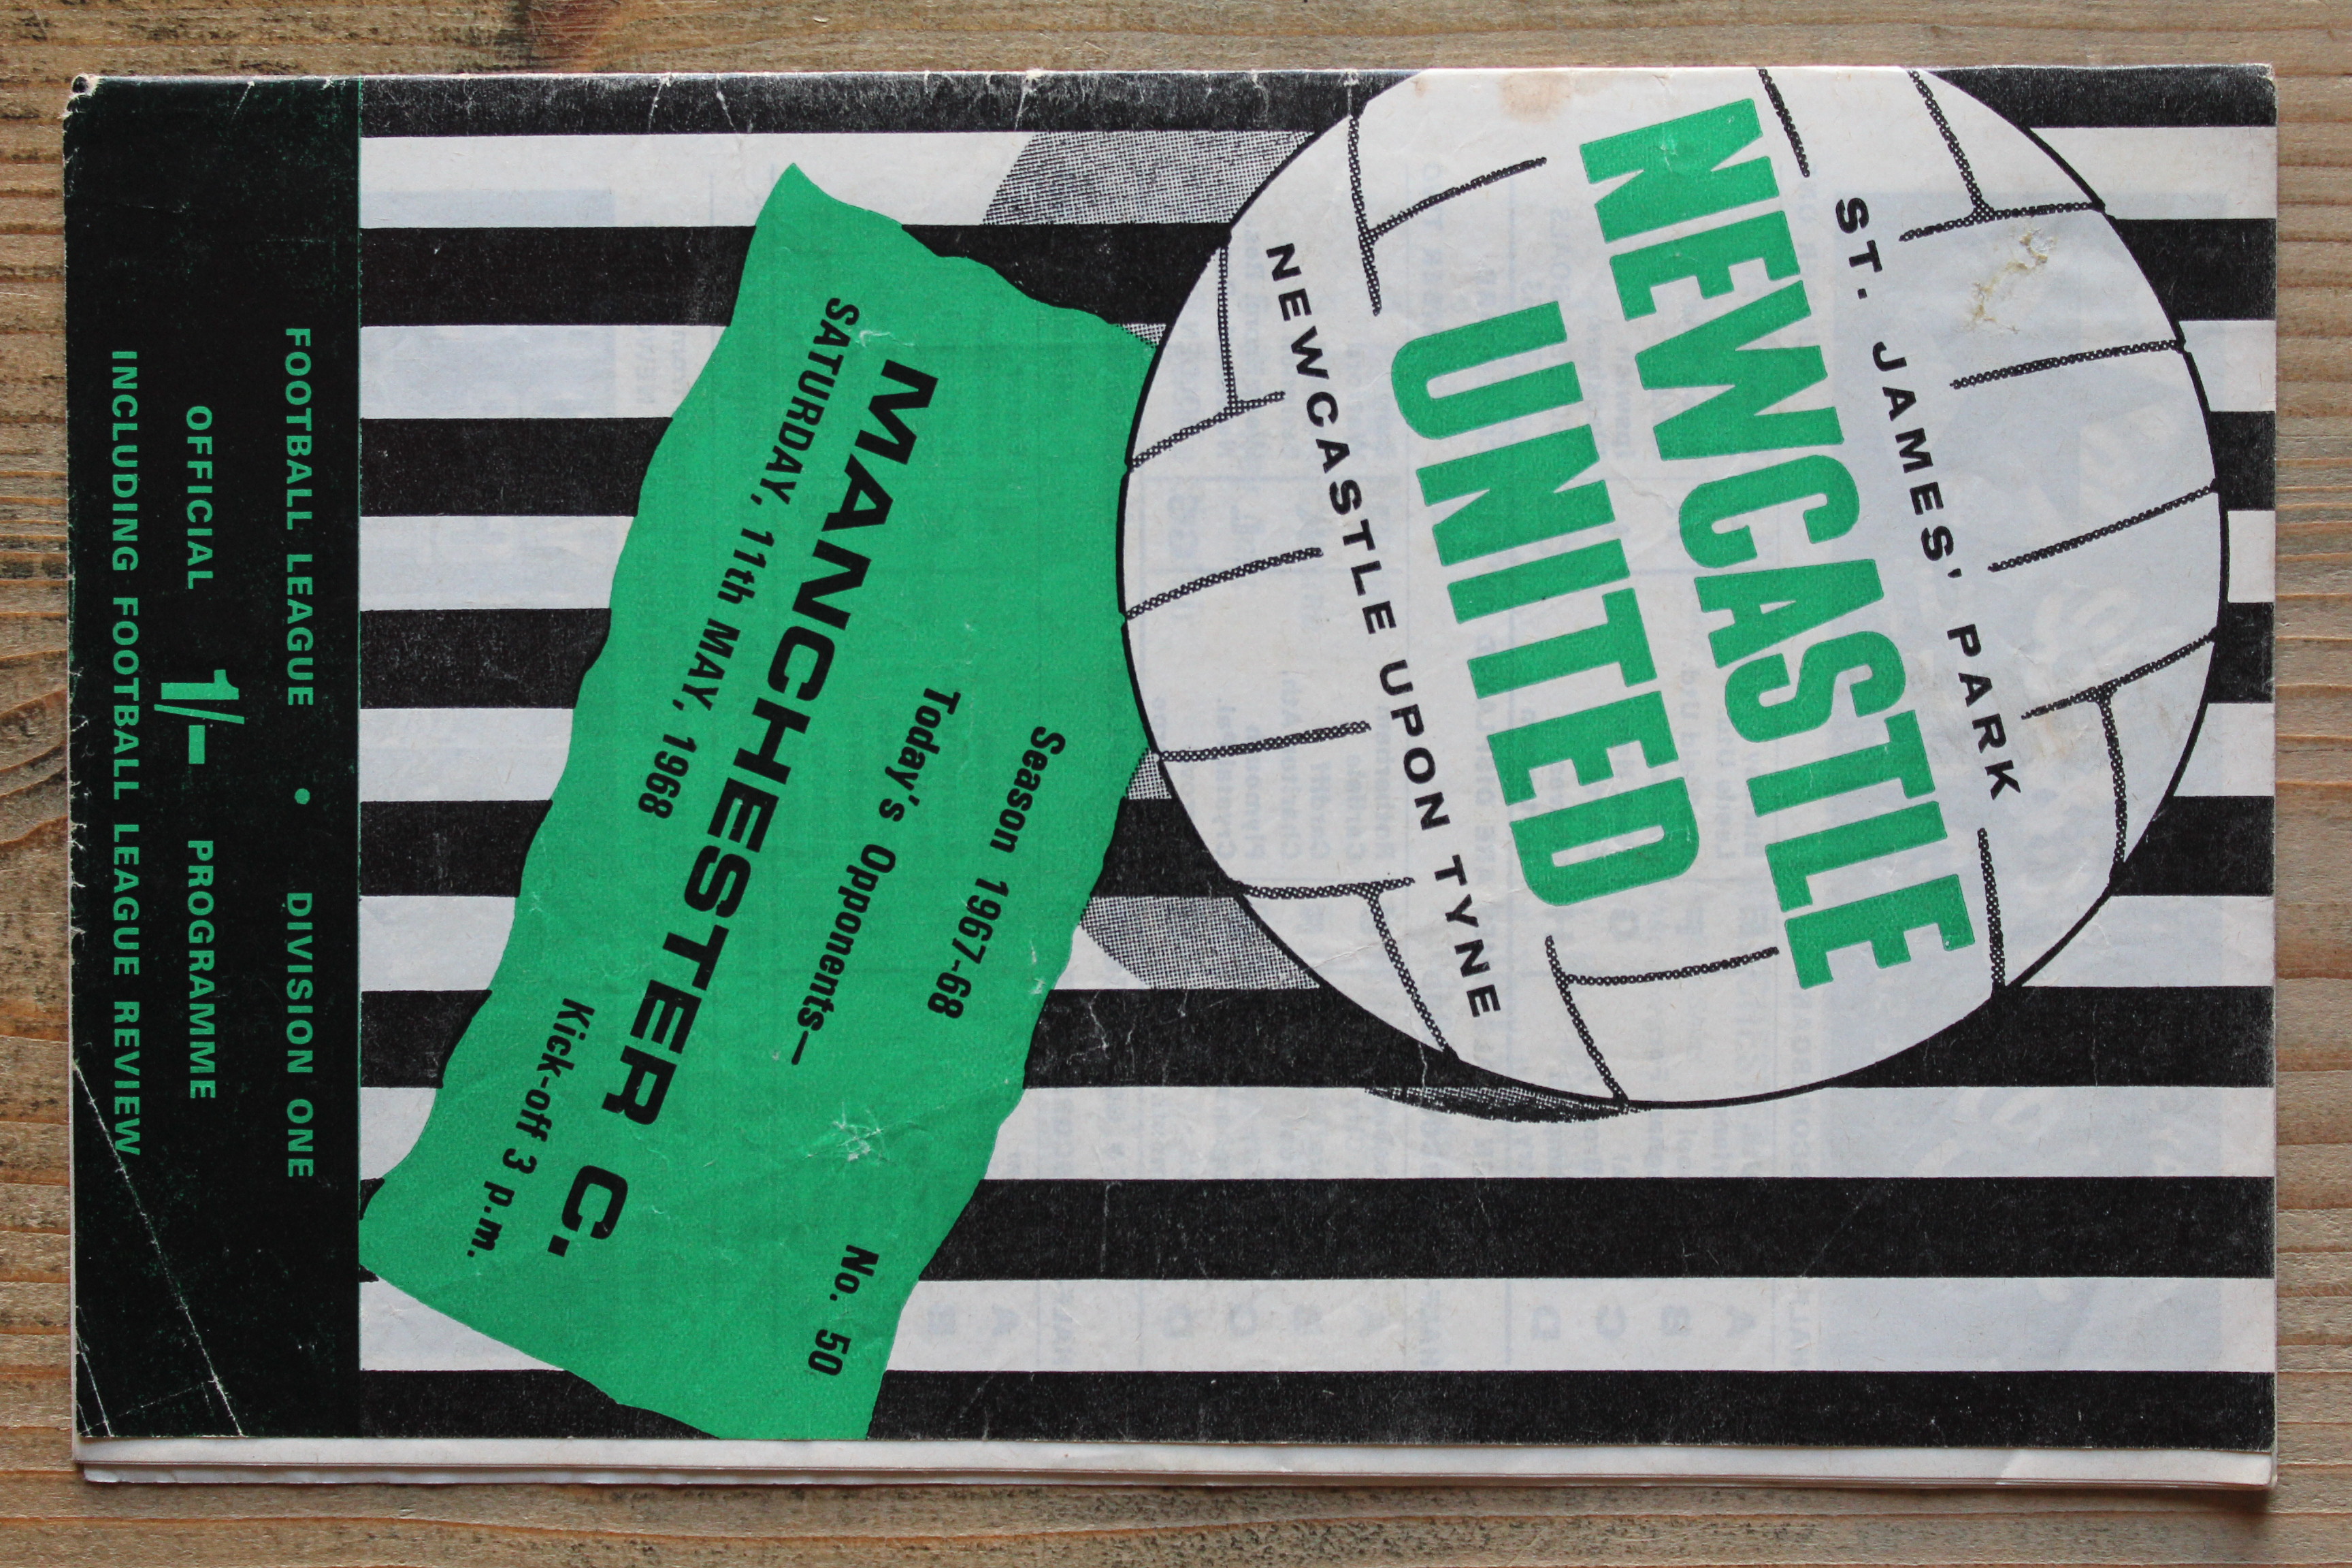 ST. JAMES' PARK
NEWCASTLE
UNITED
NEWCASTLE UPON TYNE
Season 1967-68 No. 50
Today's Opponents—
MANCHESTER C.
SATURDAY, 11th MAY, 1968 Kick-off 3 p.m.
FOOTBALL LEAGUE • DIVISION ONE
OFFICIAL 1/- PROGRAMME
INCLUDING FOOTBALL LEAGUE REVIEW